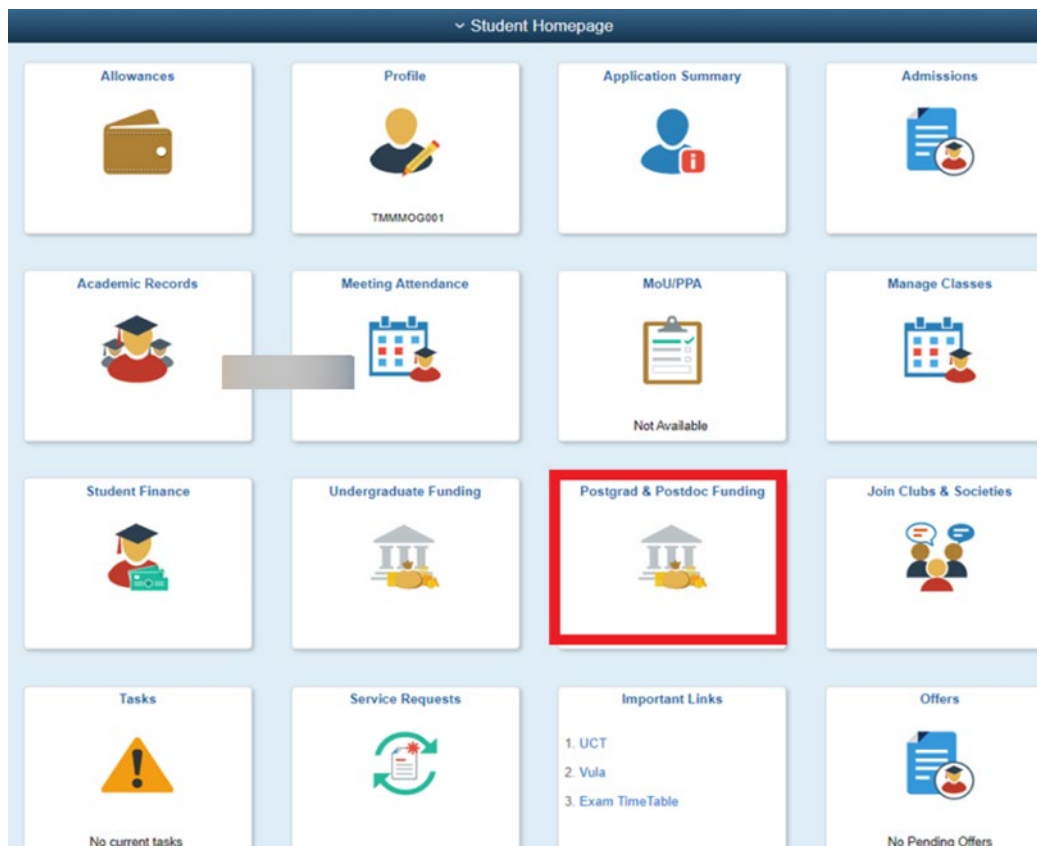 Student Homepage
Allowances
Profile
Application Summary
Admissions
TMMMOG001
Academic Records
Meeting Attendance
MoU/PPA
Manage Classes
Not Available
Student Finance
Undergraduate Funding
Postgrad & Postdoc Funding
Join Clubs & Societies
Tasks
Service Requests
Important Links
Offers
1. UCT
2. Vula
3. Exam TimeTable
No current tasks
No Pending Offers